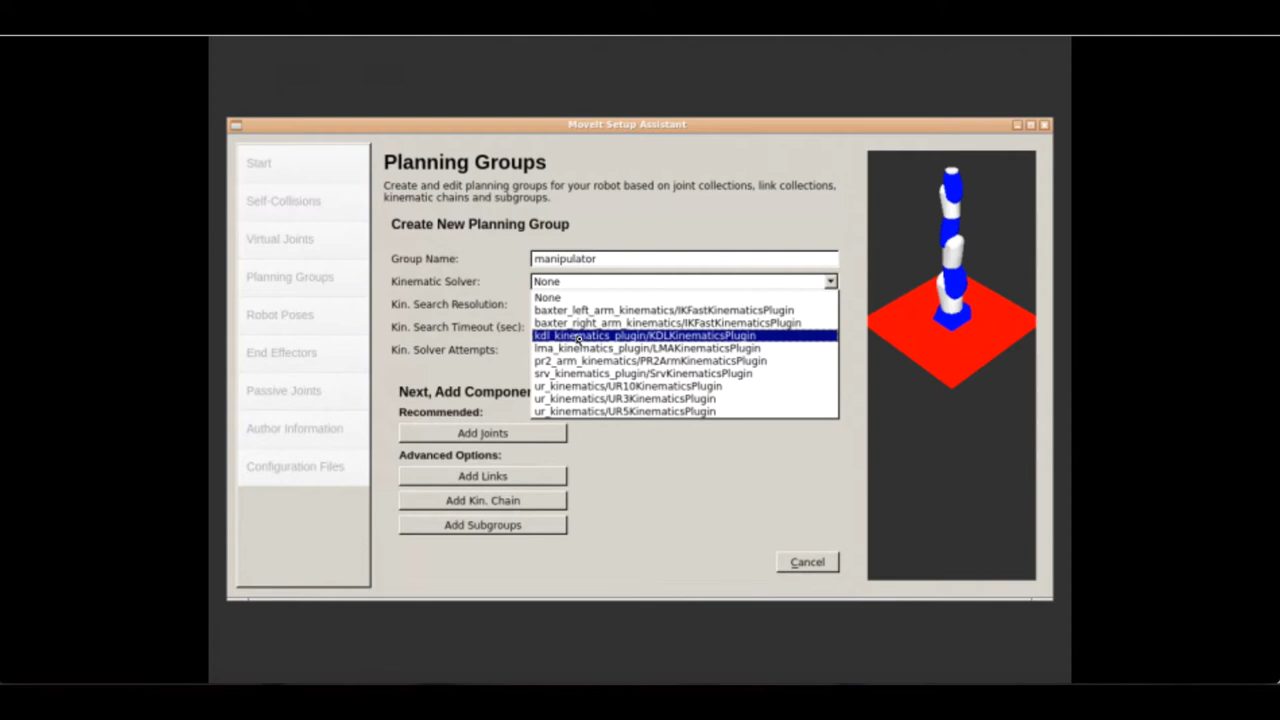 MoveIt Setup Assistant
Start
Self-Collisions
Virtual Joints
Planning Groups
Robot Poses
End Effectors
Passive Joints
Author Information
Configuration Files
Planning Groups
Create and edit planning groups for your robot based on joint collections, link collections,
kinematic chains and subgroups.
Create New Planning Group
Group Name: manipulator
Kinematic Solver: None
Kin. Search Resolution:
Kin. Search Timeout (sec):
Kin. Solver Attempts:
None
baxter_left_arm_kinematics/IKFastKinematicsPlugin
baxter_right_arm_kinematics/IKFastKinematicsPlugin
kdl_kinematics_plugin/KDLKinematicsPlugin
lma_kinematics_plugin/LMAKinematicsPlugin
pr2_arm_kinematics/PR2ArmKinematicsPlugin
srv_kinematics_plugin/SrvKinematicsPlugin
ur_kinematics/UR10KinematicsPlugin
ur_kinematics/UR3KinematicsPlugin
ur_kinematics/UR5KinematicsPlugin
Next, Add Componen
Recommended:
Add Joints
Advanced Options:
Add Links
Add Kin. Chain
Add Subgroups
Cancel